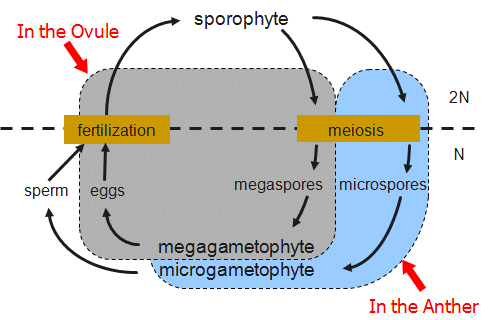 In the Ovule
sporophyte
2N
fertilization
meiosis
N
sperm
eggs
megaspores
microspores
megagametophyte
microgametophyte
In the Anther